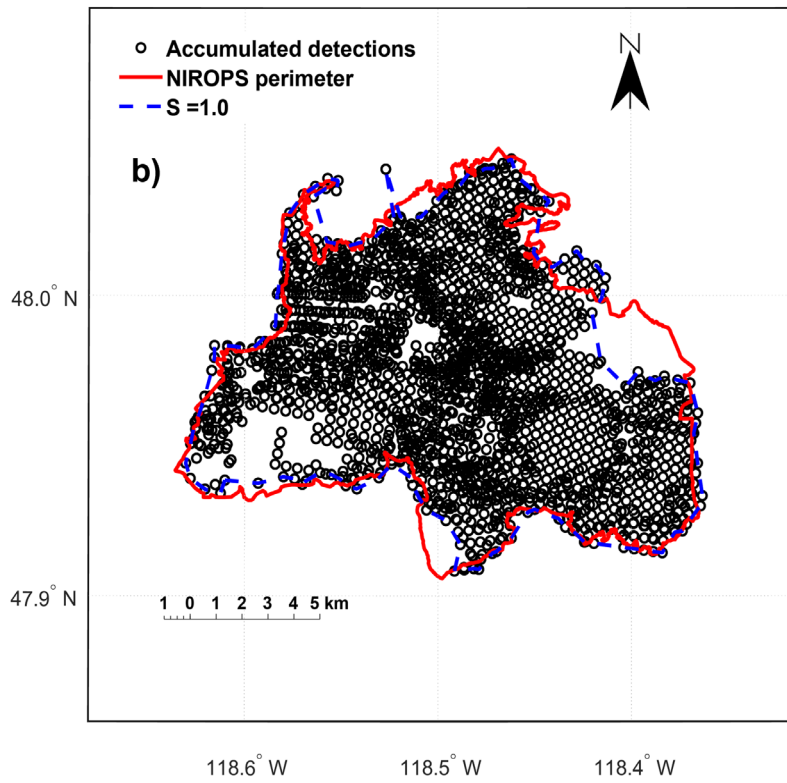 Accumulated detections
NIROPS perimeter
S =1.0
N
b)
48.0° N
47.9° N
1 0 1 2 3 4 5 km
118.6° W
118.5° W
118.4° W